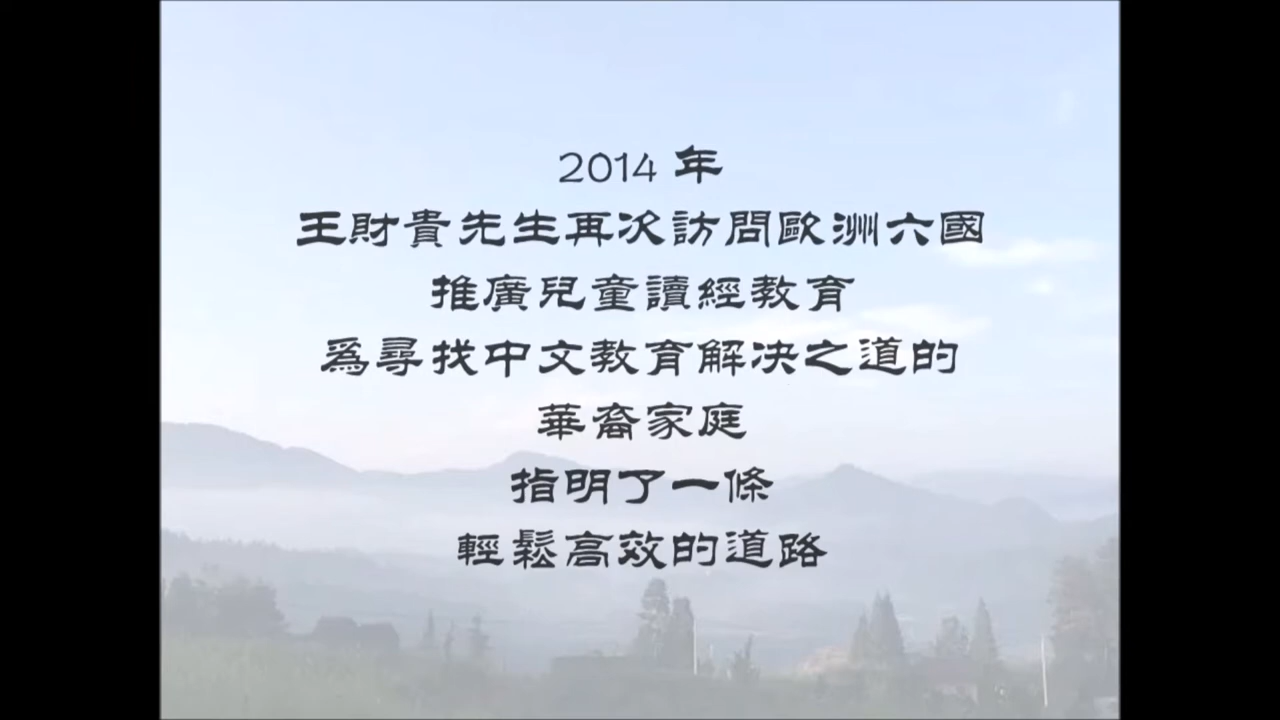 2014 年
王財貴先生再次訪問歐洲六國
推廣兒童讀經教育
爲尋找中文教育解決之道的
華裔家庭
指明了一條
輕鬆高效的道路